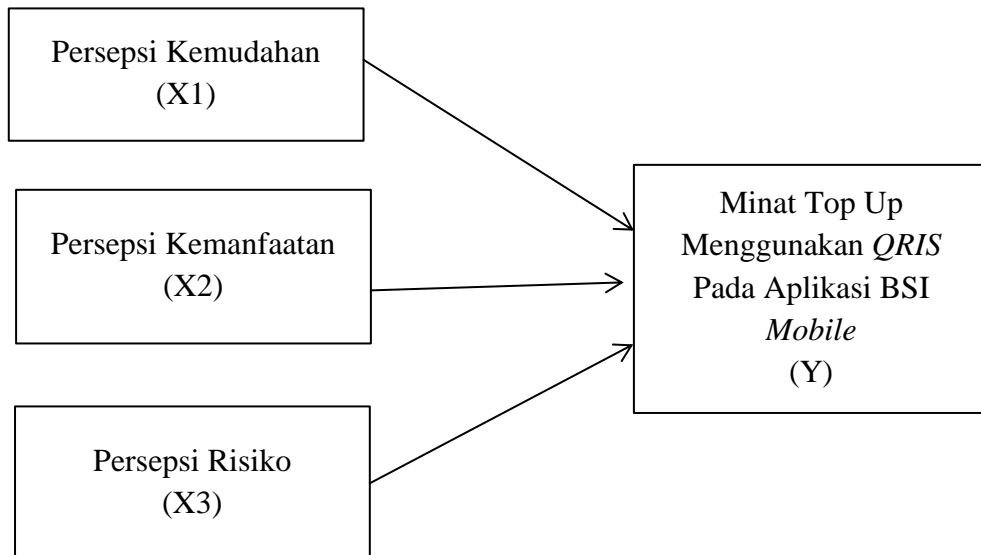 Persepsi Kemudahan
(X1)
Persepsi Kemanfaatan
(X2)
Persepsi Risiko
(X3)
Minat Top Up
Menggunakan QRIS
Pada Aplikasi BSI
Mobile
(Y)